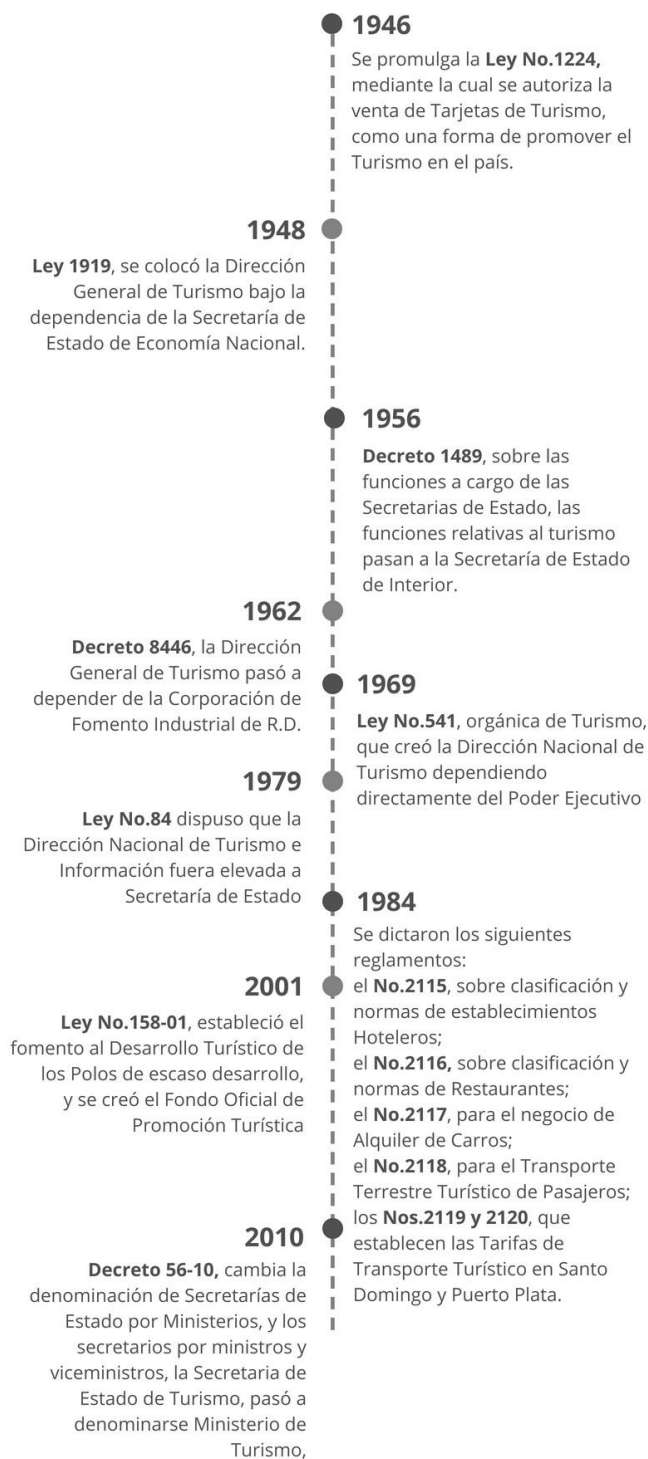 1946
Se promulga la Ley No.1224,
mediante la cual se autoriza la
venta de Tarjetas de Turismo,
como una forma de promover el
Turismo en el país.
1948
Ley 1919, se colocó la Dirección
General de Turismo bajo la
dependencia de la Secretaría de
Estado de Economía Nacional.
1956
Decreto 1489, sobre las
funciones a cargo de las
Secretarias de Estado, las
funciones relativas al turismo
pasan a la Secretaría de Estado
de Interior.
1962
Decreto 8446, la Dirección
General de Turismo pasó a
depender de la Corporación de
Fomento Industrial de R.D.
1969
Ley No.541, orgánica de Turismo,
que creó la Dirección Nacional de
Turismo dependiendo
directamente del Poder Ejecutivo
1979
Ley No.84 dispuso que la
Dirección Nacional de Turismo e
Información fuera elevada a
Secretaría de Estado
1984
Se dictaron los siguientes
reglamentos:
el No.2115, sobre clasificación y
normas de establecimientos
Hoteleros;
el No.2116, sobre clasificación y
normas de Restaurantes;
el No.2117, para el negocio de
Alquiler de Carros;
el No.2118, para el Transporte
Terrestre Turístico de Pasajeros;
los Nos.2119 y 2120, que
establecen las Tarifas de
Transporte Turístico en Santo
Domingo y Puerto Plata.
2001
Ley No.158-01, estableció el
fomento al Desarrollo Turístico de
los Polos de escaso desarrollo,
y se creó el Fondo Oficial de
Promoción Turística
2010
Decreto 56-10, cambia la
denominación de Secretarías de
Estado por Ministerios, y los
secretarios por ministros y
viceministros, la Secretaria de
Estado de Turismo, pasó a
denominarse Ministerio de
Turismo,